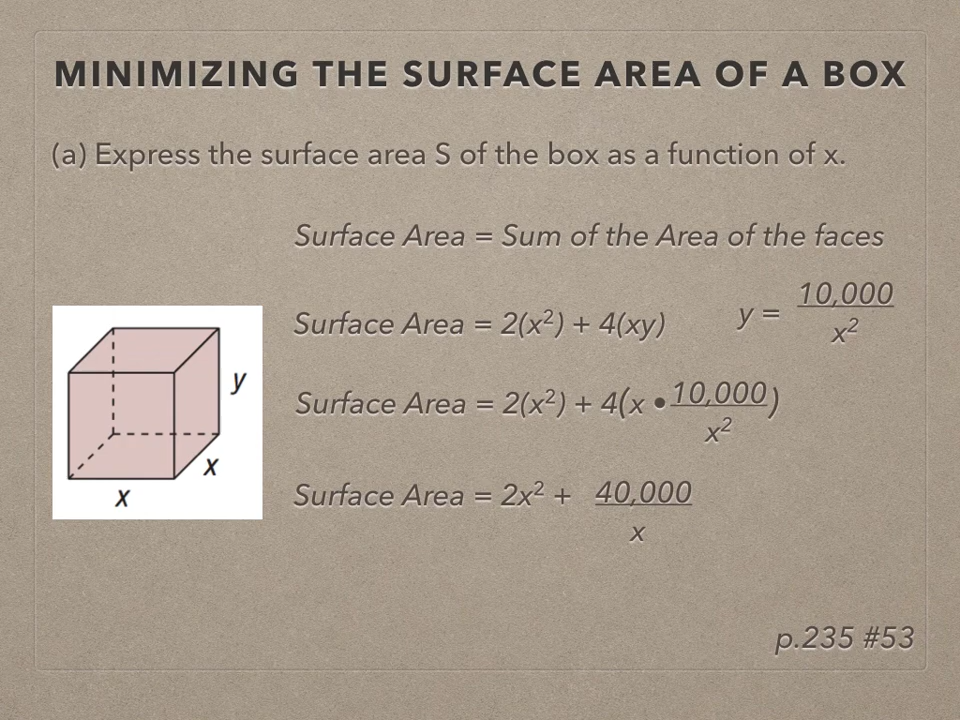 MINIMIZING THE SURFACE AREA OF A BOX
(a) Express the surface area S of the box as a function of x.
Surface Area = Sum of the Area of the faces
Surface Area = 2(x²) + 4(xy)
y = 10,000
x²
Surface Area = 2(x²) + 4(x • 10,000)
x²
Surface Area = 2x² + 40,000
x
y
x
x
p.235 #53